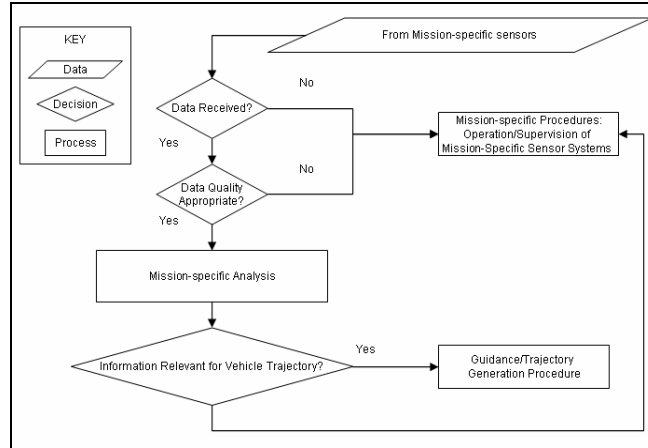 KEY
Data
Decision
Process
From Mission-specific sensors
No
Data Received?
Yes
Mission-specific Procedures:
Operation/Supervision of
Mission-Specific Sensor Systems
No
Data Quality
Appropriate?
Yes
Mission-specific Analysis
Information Relevant for Vehicle Trajectory?
Yes
Guidance/Trajectory
Generation Procedure